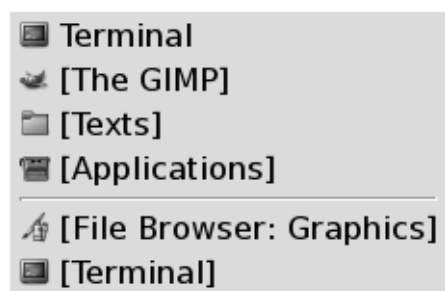 Terminal
[The GIMP]
[Texts]
[Applications]
[File Browser: Graphics]
[Terminal]